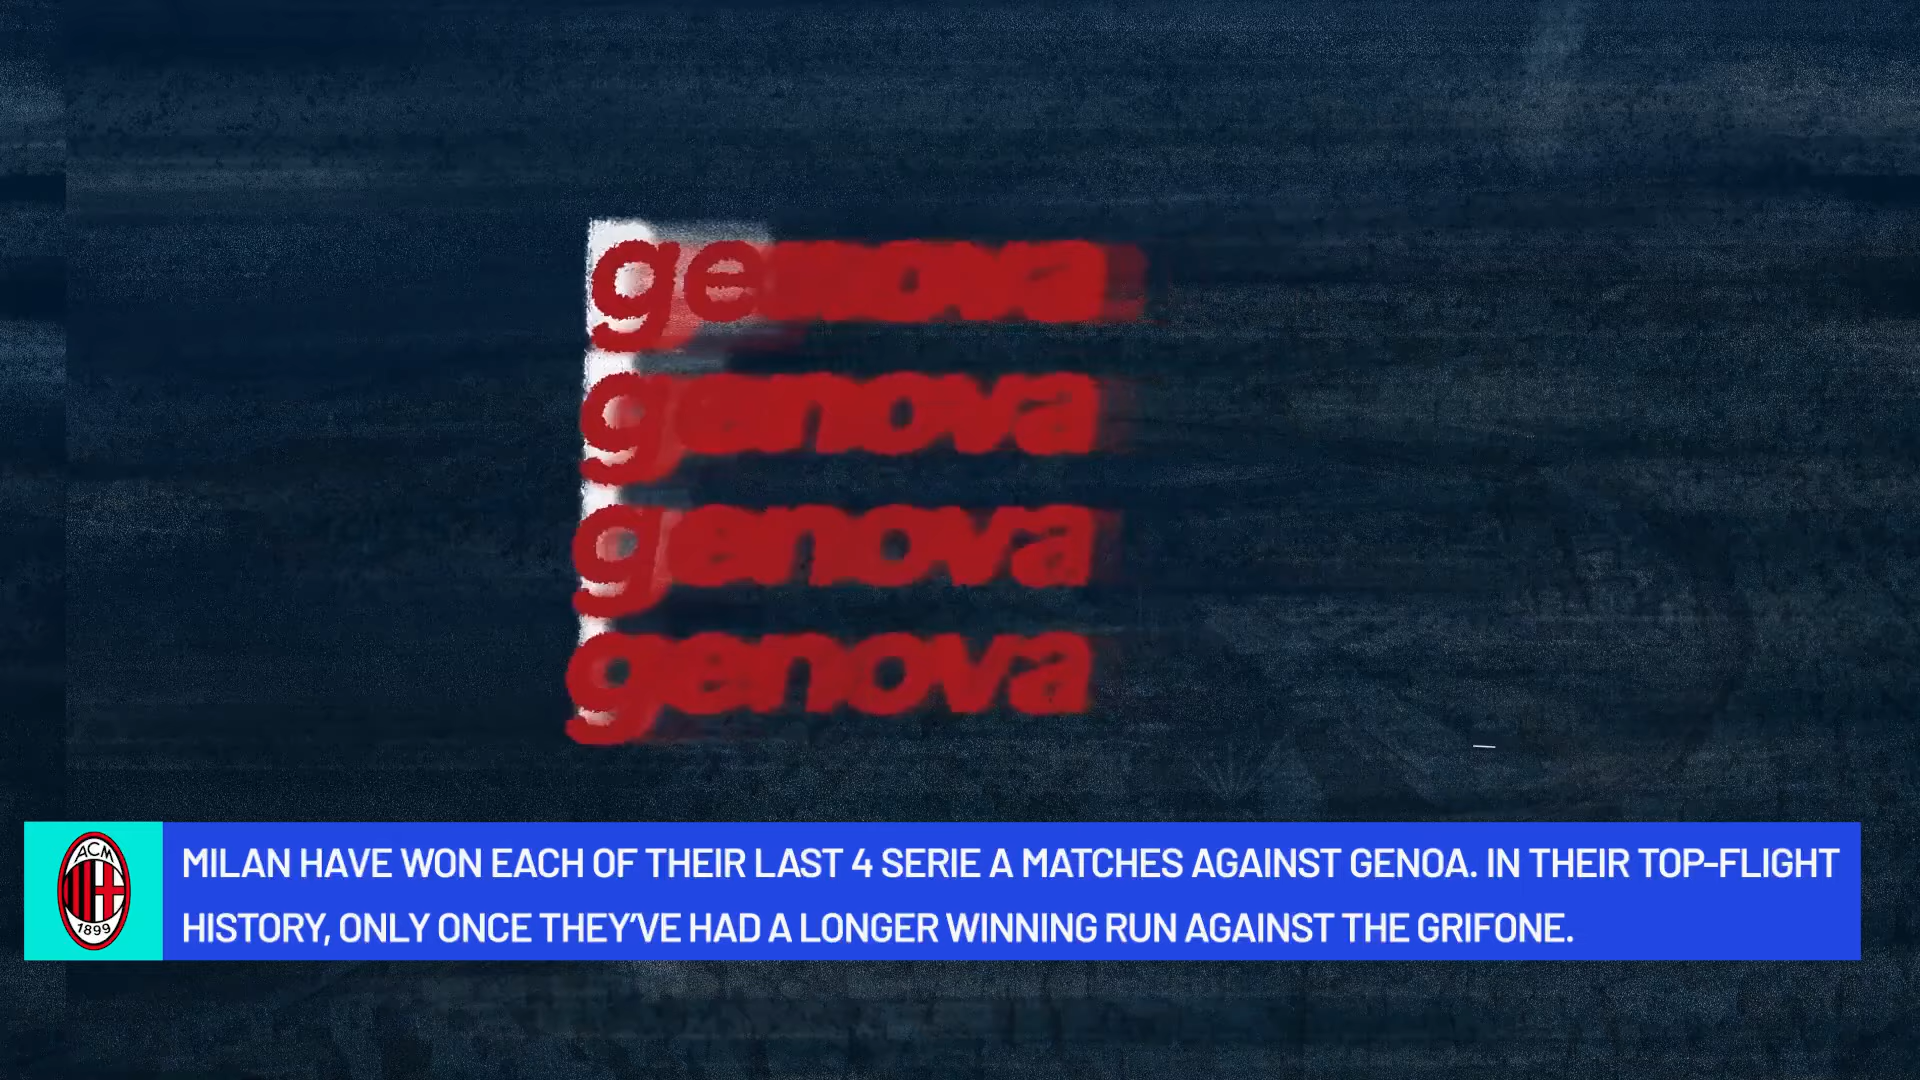 genova
genova
genova
genova
ACM
1899
MILAN HAVE WON EACH OF THEIR LAST 4 SERIE A MATCHES AGAINST GENOA. IN THEIR TOP-FLIGHT
HISTORY, ONLY ONCE THEY'VE HAD A LONGER WINNING RUN AGAINST THE GRIFONE.